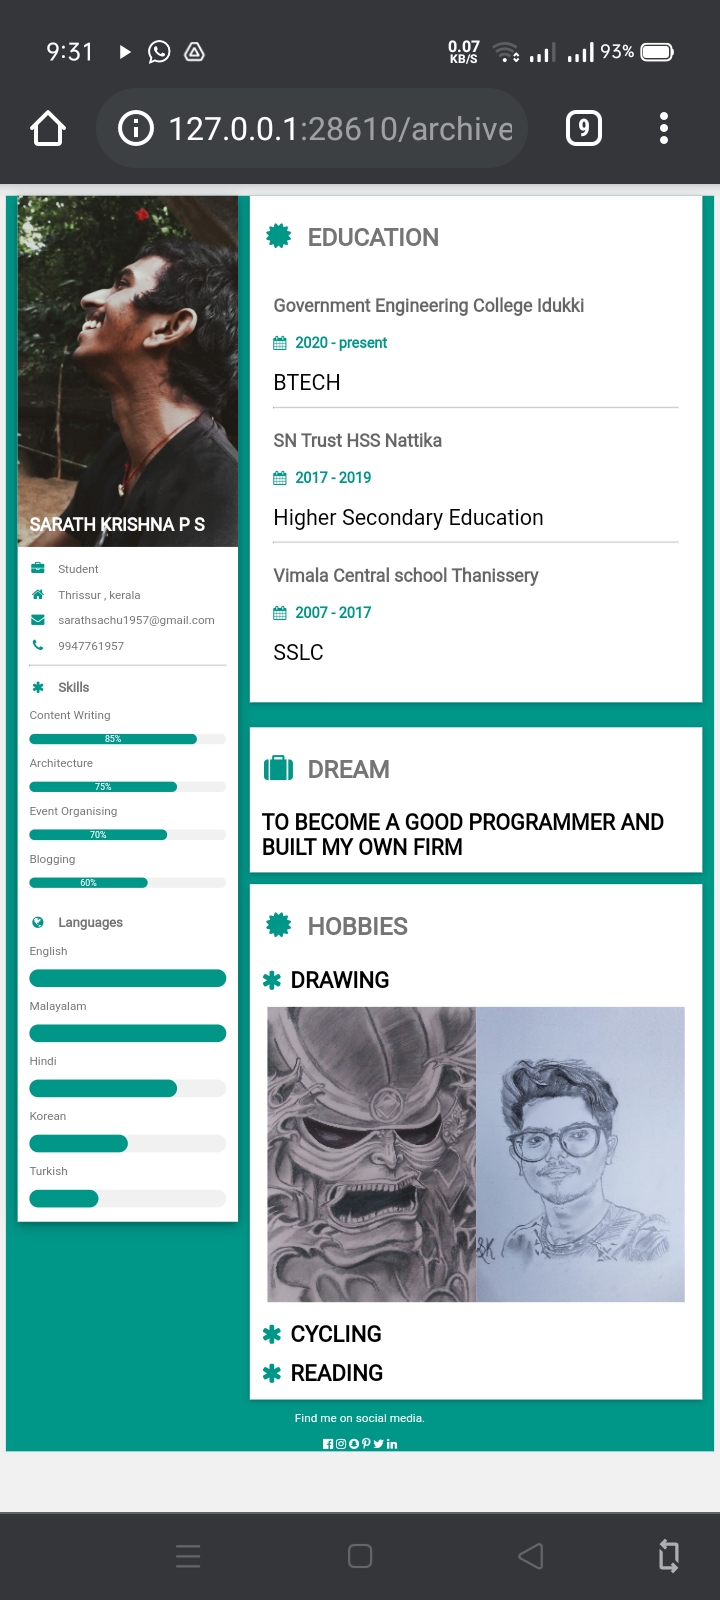 9:31
0.07
KB/S
93%
127.0.0.1:28610/archive
9
SARATH KRISHNA P S
Student
Thrissur , kerala
sarathsachu1957@gmail.com
9947761957
Skills
Content Writing
85%
Architecture
75%
Event Organising
70%
Blogging
60%
Languages
English
Malayalam
Hindi
Korean
Turkish
EDUCATION
Government Engineering College Idukki
2020 - present
BTECH
SN Trust HSS Nattika
2017 - 2019
Higher Secondary Education
Vimala Central school Thanissery
2007 - 2017
SSLC
DREAM
TO BECOME A GOOD PROGRAMMER AND
BUILT MY OWN FIRM
HOBBIES
DRAWING
CYCLING
READING
Find me on social media.